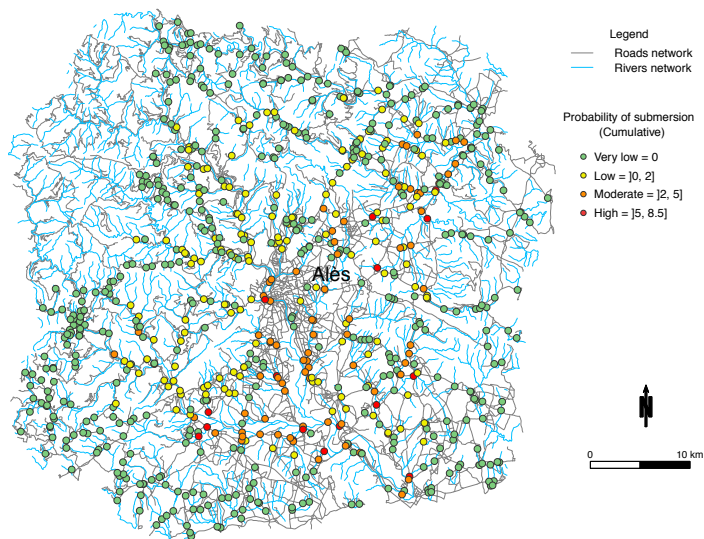 Legend
Roads network
Rivers network
Probability of submersion
(Cumulative)
Very low = 0
Low = ]0, 2]
Moderate = ]2, 5]
High = ]5, 8.5]
Alès
N
0 10 km